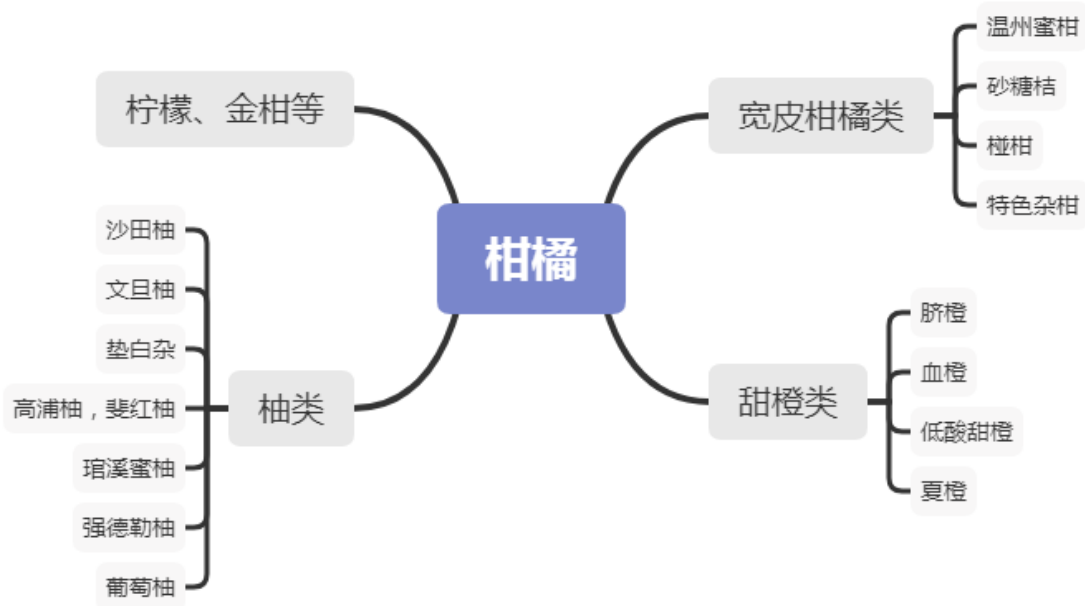 柑橘
宽皮柑橘类
温州蜜柑
砂糖桔
椪柑
特色杂柑
甜橙类
脐橙
血橙
低酸甜橙
夏橙
柠檬、金柑等
柚类
沙田柚
文旦柚
垫白杂
高浦柚，斐红柚
琯溪蜜柚
强德勒柚
葡萄柚